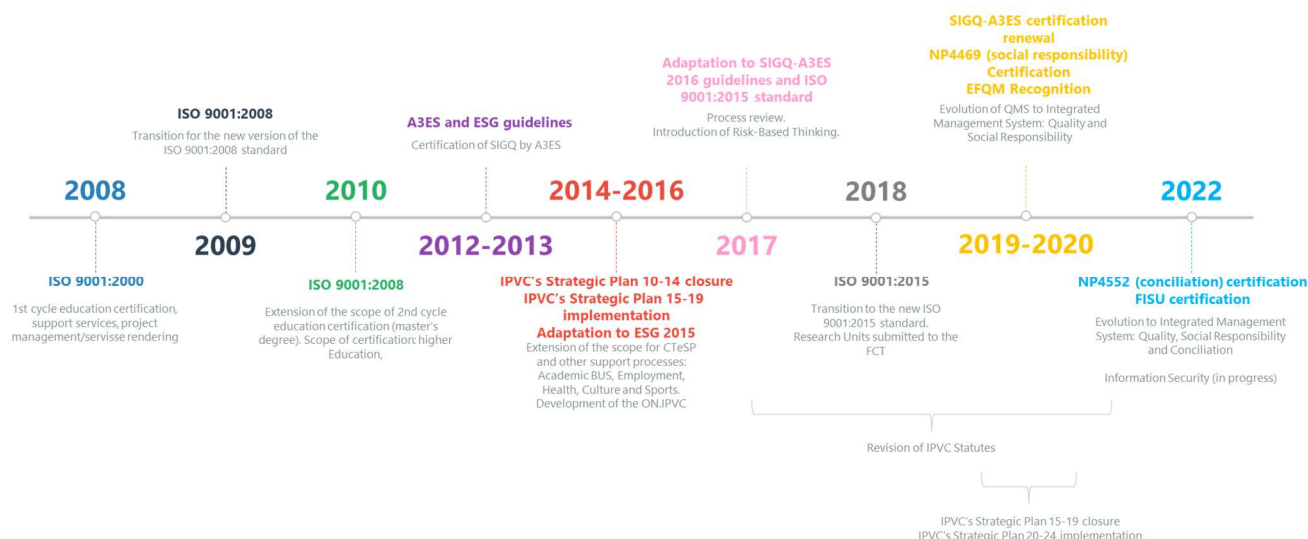 2008
ISO 9001:2000
1st cycle education certification,
support services, project
management/servisse rendering
ISO 9001:2008
Transition for the new version of the
ISO 9001:2008 standard
2009
2010
ISO 9001:2008
Extension of the scope of 2nd cycle
education certification (master's
degree). Scope of certification: higher
Education,
A3ES and ESG guidelines
Certification of SIGQ by A3ES
2012-2013
2014-2016
IPVC's Strategic Plan 10-14 closure
IPVC's Strategic Plan 15-19
implementation
Adaptation to ESG 2015
Extension of the scope for CTeSP
and other support processes:
Academic BUS, Employment,
Health, Culture and Sports.
Development of the ON.IPVC
Adaptation to SIGQ-A3ES
2016 guidelines and ISO
9001:2015 standard
Process review.
Introduction of Risk-Based Thinking.
2017
2018
ISO 9001:2015
Transition to the new ISO
9001:2015 standard.
Research Units submitted to the
FCT
SIGQ-A3ES certification
renewal
NP4469 (social responsibility)
Certification
EFQM Recognition
Evolution of QMS to Integrated
Management System: Quality and
Social Responsibility
2019-2020
2022
NP4552 (conciliation) certification
FISU certification
Evolution to Integrated Management
System: Quality, Social Responsibility
and Conciliation
Information Security (in progress)
Revision of IPVC Statutes
IPVC's Strategic Plan 15-19 closure
IPVC's Strategic Plan 20-24 implementation